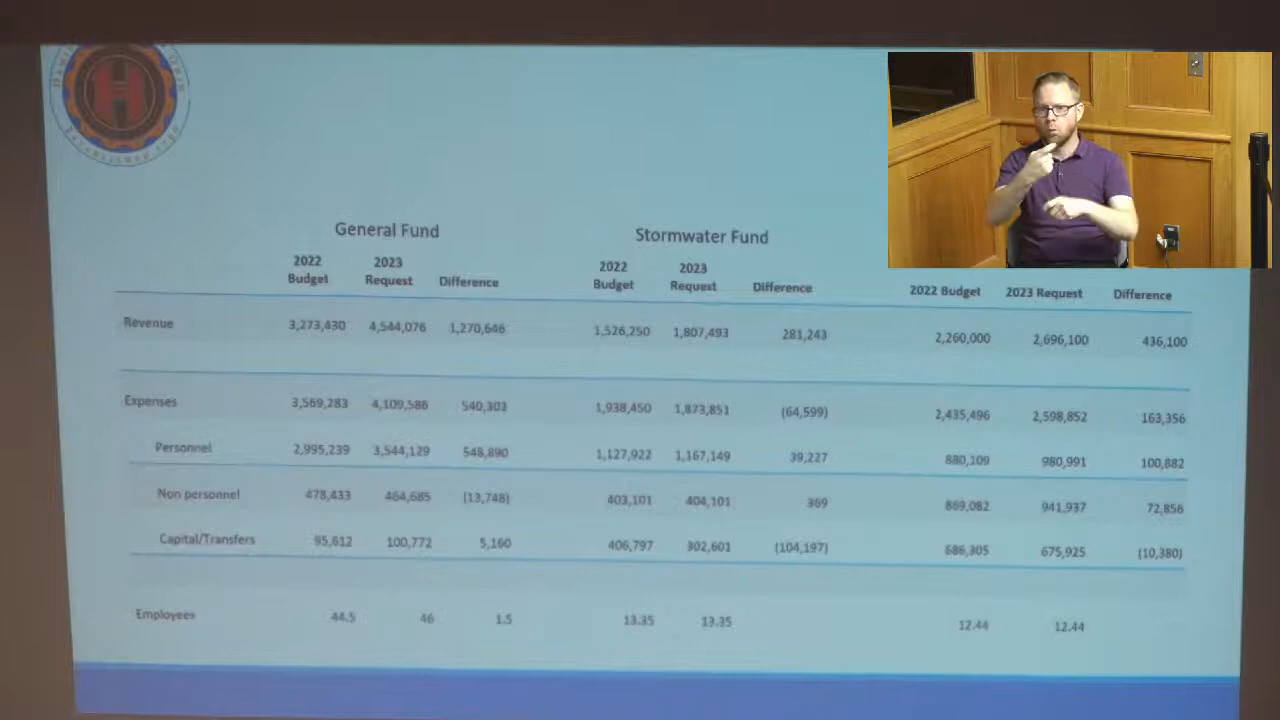 H
General Fund Stormwater Fund
2022 Budget 2023 Request Difference 2022 Budget 2023 Request Difference 2022 Budget 2023 Request Difference
Revenue 3,273,430 4,544,076 1,270,646 1,526,250 1,807,493 281,243 2,260,000 2,696,100 436,100
Expenses 3,569,283 4,109,586 540,303 1,938,450 1,873,851 (64,599) 2,435,496 2,598,852 163,356
Personnel 2,995,239 3,544,129 548,890 1,127,922 1,167,149 39,227 880,109 980,991 100,882
Non personnel 478,433 464,685 (13,748) 403,101 404,101 369 869,082 941,937 72,856
Capital/Transfers 95,612 100,772 5,160 406,797 302,601 (104,197) 686,305 675,925 (10,380)
Employees 44.5 46 1.5 13.35 13.35 12.44 12.44